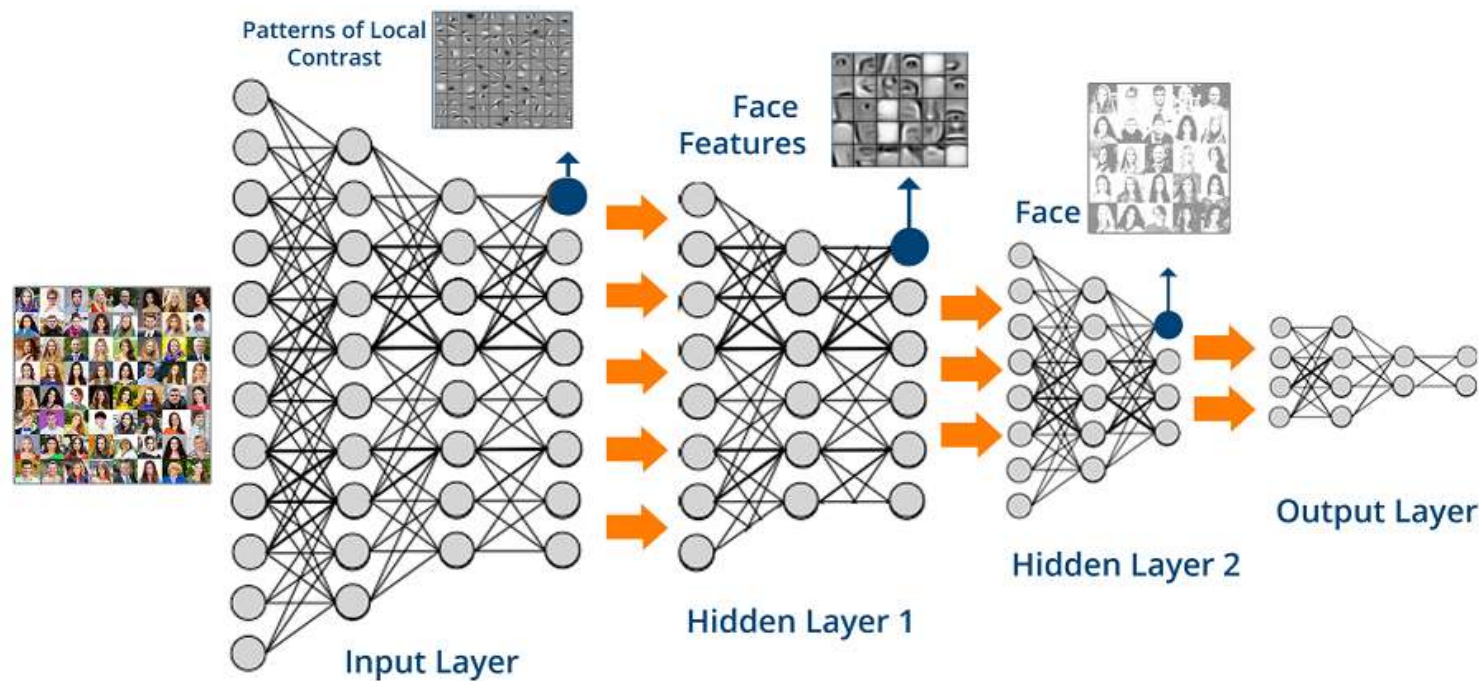 Patterns of Local
Contrast
Face
Features
Face
Input Layer
Hidden Layer 1
Hidden Layer 2
Output Layer